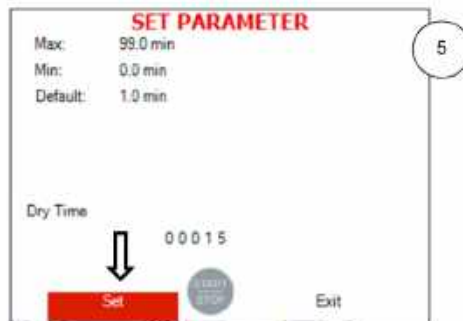 SET PARAMETER
5
Max: 99.0 min
Min: 0.0 min
Default: 1.0 min
Dry Time
00015
Set
START
STOP
Exit